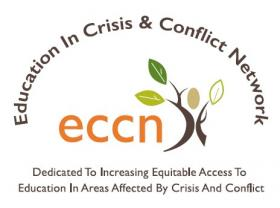 Education In Crisis & Conflict Network
eccn
Dedicated To Increasing Equitable Access To
Education In Areas Affected By Crisis And Conflict